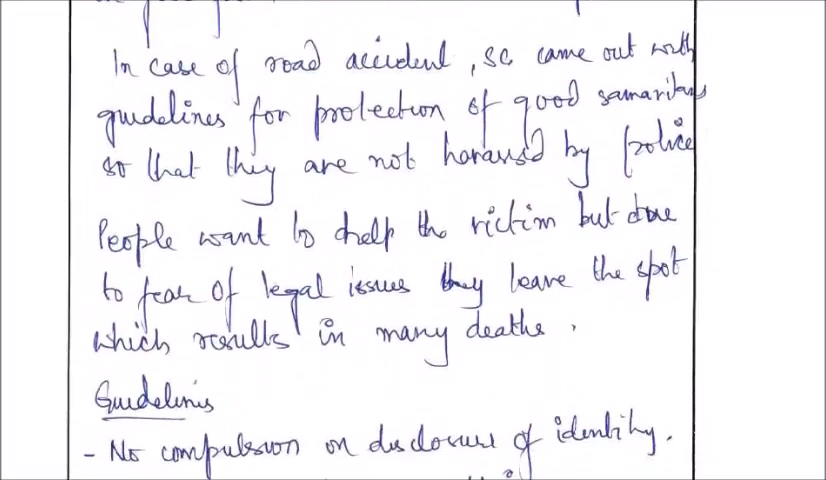 In case of road accident, SC came out with
guidelines for protection of good samaritans
so that they are not harassed by police
People want to help the victim but due
to fear of legal issues they leave the spot
which results in many deaths.
Guidelines
- No compulsion on disclosure of identity.